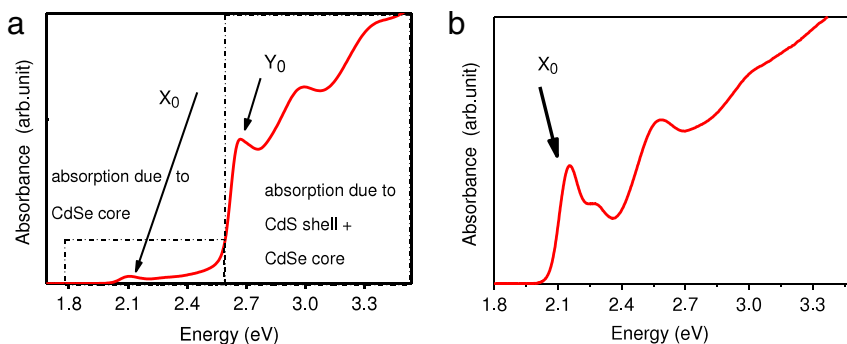 a
Absorbance (arb.unit)
X0
Y0
absorption due to
CdSe core
absorption due to
CdS shell +
CdSe core
1.8 2.1 2.4 2.7 3.0 3.3
Energy (eV)
b
Absorbance (arb.unit)
X0
1.8 2.1 2.4 2.7 3.0 3.3
Energy (eV)